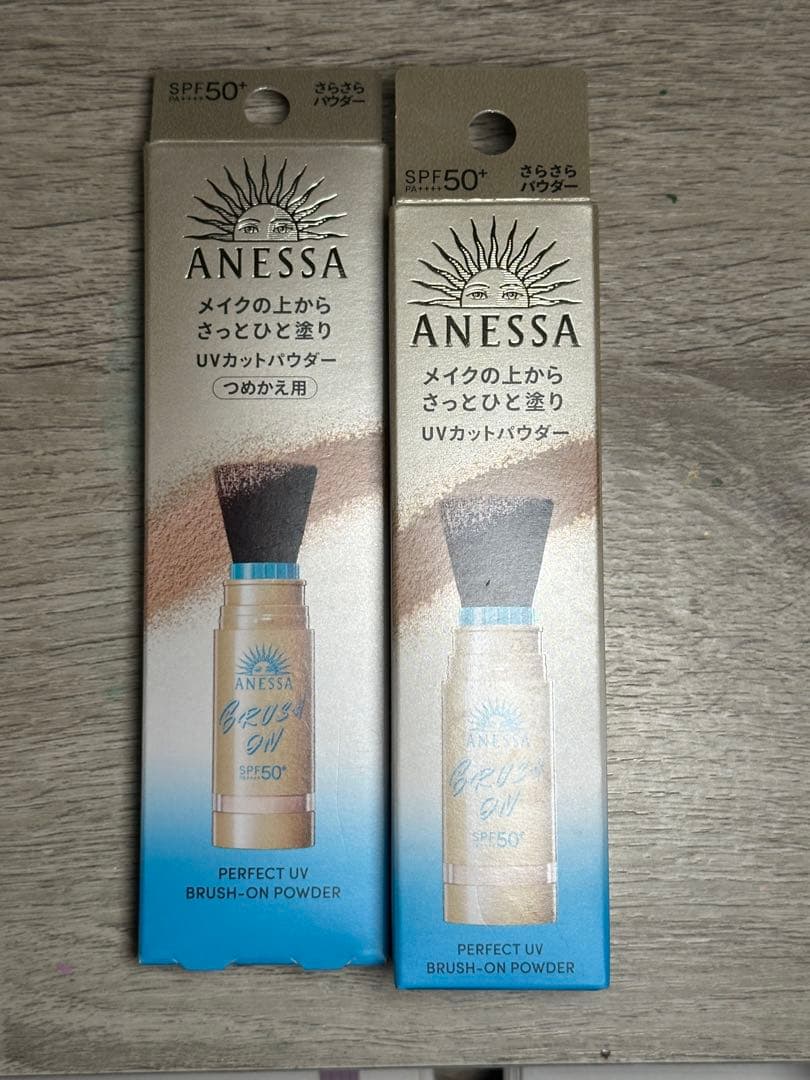 SPF50+
PA++++
さらさら
パウダー
ANESSA
メイクの上から
さっとひと塗り
UVカットパウダー
つめかえ用
ANESSA
BRUSH
ON
SPF50+
PA++++
PERFECT UV
BRUSH-ON POWDER
SPF50+
PA++++
さらさら
パウダー
ANESSA
メイクの上から
さっとひと塗り
UVカットパウダー
ANESSA
BRUSH
ON
SPF50+
PERFECT UV
BRUSH-ON POWDER